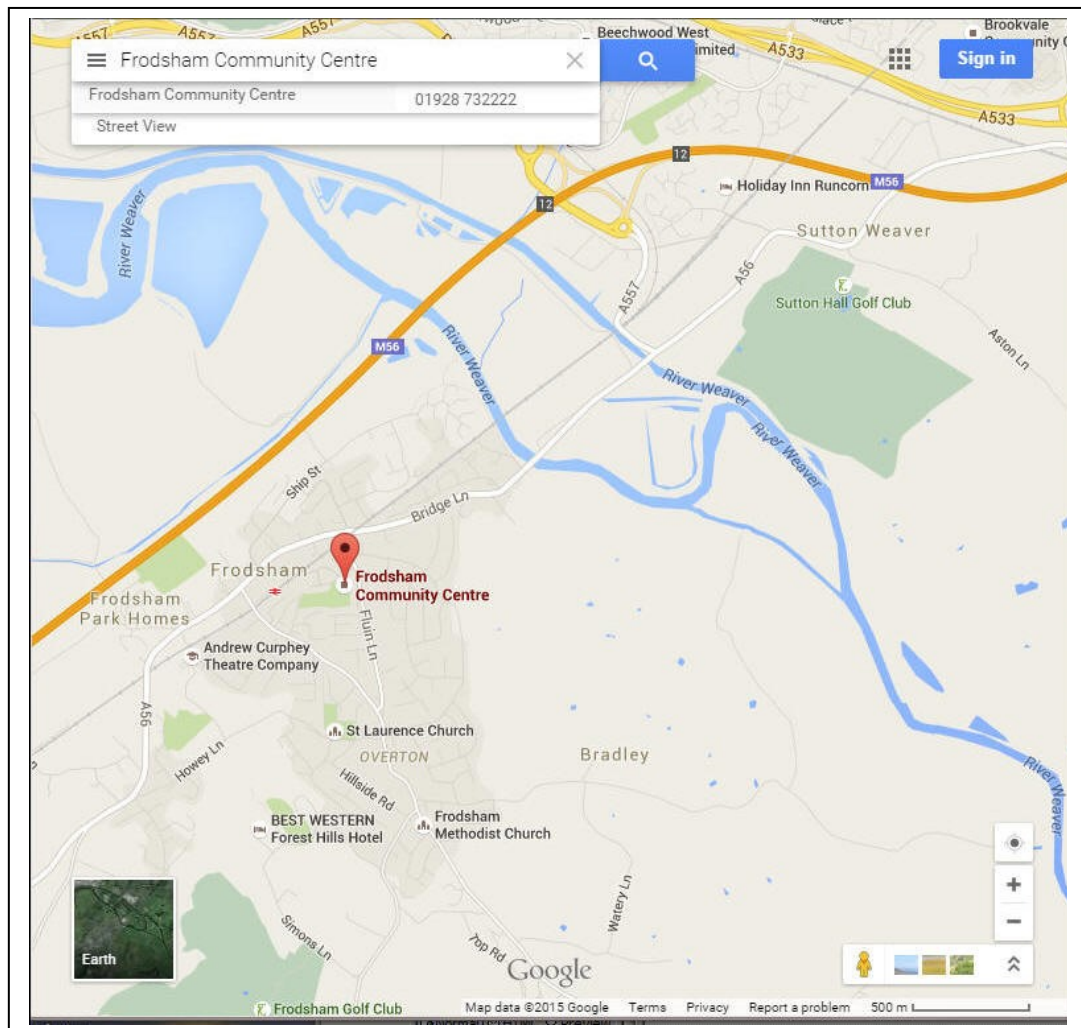 A557
A557
Beechwood West
imited
A533
Brookvale
Community C
Frodsham Community Centre
Sign in
Frodsham Community Centre
01928 732222
Street View
A533
12
12
Holiday Inn Runcorn
M56
River Weaver
River Weaver
Sutton Weaver
A56
A557
Sutton Hall Golf Club
Aston Ln
M56
River Weaver
River Weaver
River Weaver
Ship St
Bridge Ln
Frodsham
Frodsham
Community Centre
Frodsham
Park Homes
Fluin Ln
Andrew Curphey
Theatre Company
A56
St Laurence Church
OVERTON
Bradley
Howey Ln
Hillside Rd
River Weaver
BEST WESTERN
Forest Hills Hotel
Frodsham
Methodist Church
Watery Ln
Earth
Simons Ln
Top Rd
Google
Frodsham Golf Club
Map data ©2015 Google
Terms
Privacy
Report a problem
500 m